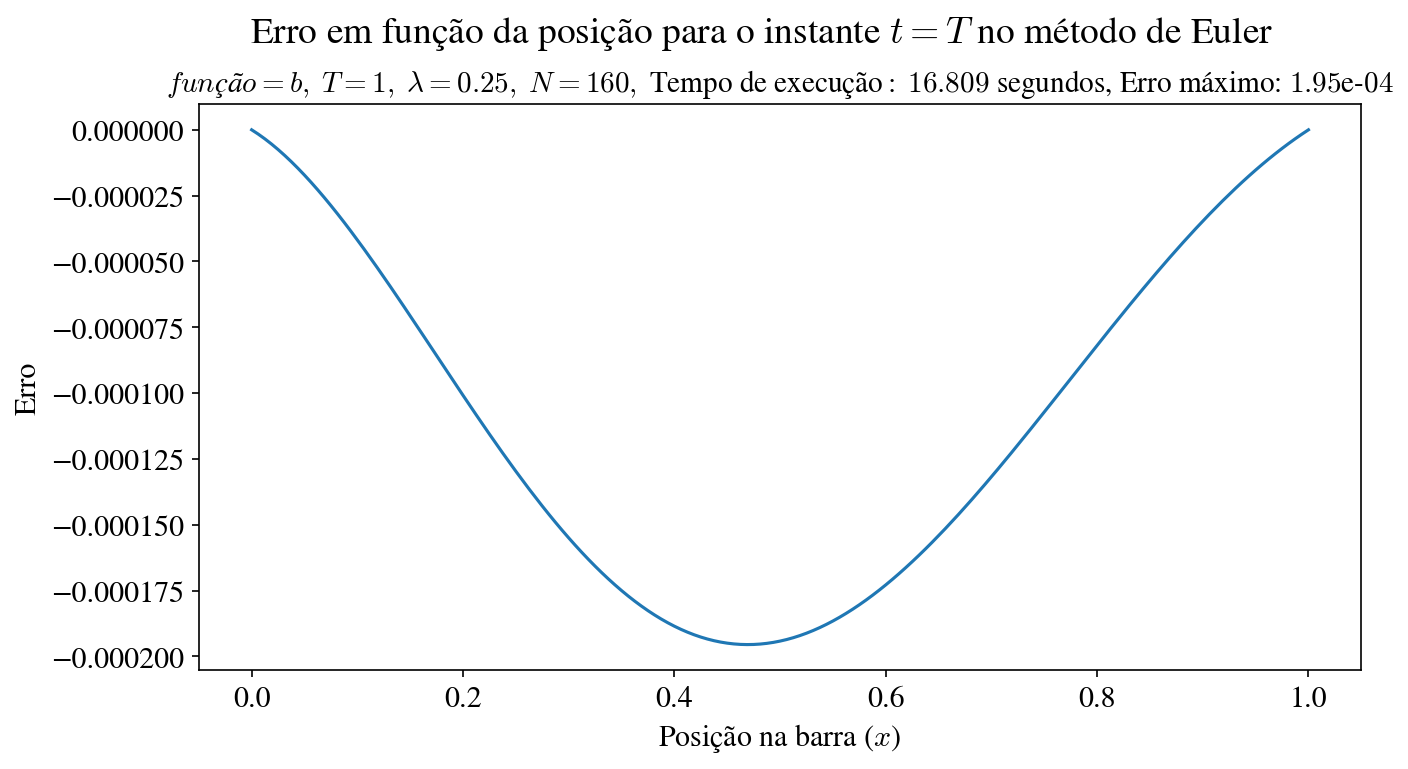 Erro em função da posição para o instante t = T no método de Euler
função = b, T = 1, λ = 0.25, N = 160, Tempo de execução : 16.809 segundos, Erro máximo: 1.95e-04
0.000000
−0.000025
−0.000050
−0.000075
−0.000100
−0.000125
−0.000150
−0.000175
−0.000200
Erro
0.0 0.2 0.4 0.6 0.8 1.0
Posição na barra (x)